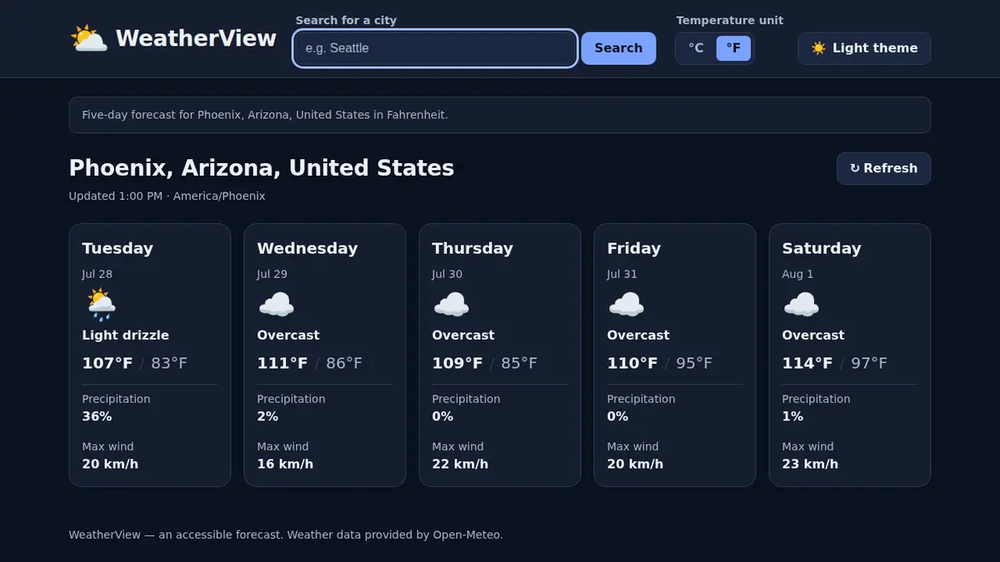 WeatherView
Search for a city
e.g. Seattle
Search
Temperature unit
°C °F
Light theme
Five-day forecast for Phoenix, Arizona, United States in Fahrenheit.
Phoenix, Arizona, United States
↻ Refresh
Updated 1:00 PM · America/Phoenix
Tuesday
Jul 28
Light drizzle
107°F / 83°F
Precipitation
36%
Max wind
20 km/h
Wednesday
Jul 29
Overcast
111°F / 86°F
Precipitation
2%
Max wind
16 km/h
Thursday
Jul 30
Overcast
109°F / 85°F
Precipitation
0%
Max wind
22 km/h
Friday
Jul 31
Overcast
110°F / 95°F
Precipitation
0%
Max wind
20 km/h
Saturday
Aug 1
Overcast
114°F / 97°F
Precipitation
1%
Max wind
23 km/h
WeatherView — an accessible forecast. Weather data provided by Open-Meteo.